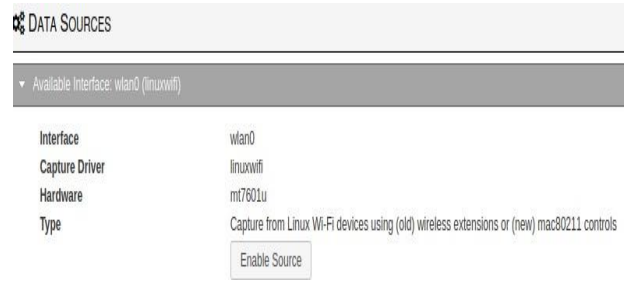 DATA SOURCES
Available Interface: wlan0 (linuxwifi)
Interface wlan0
Capture Driver linuxwifi
Hardware mt7601u
Type Capture from Linux Wi-Fi devices using (old) wireless extensions or (new) mac80211 controls
Enable Source